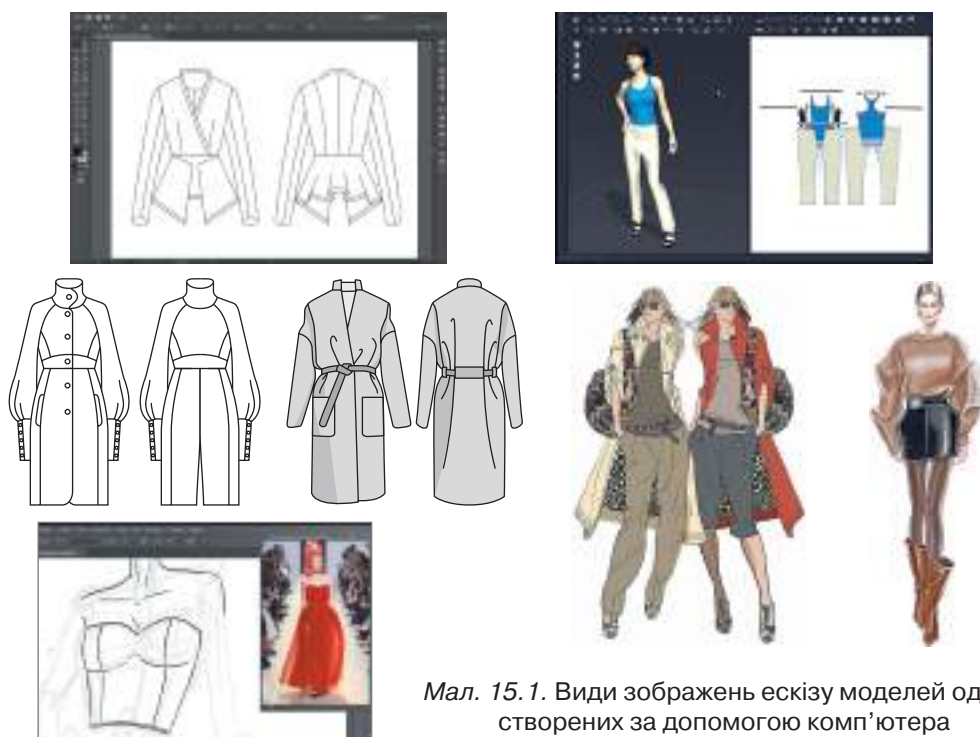 Мал. 15.1. Види зображень ескізу моделей од
створених за допомогою комп’ютера